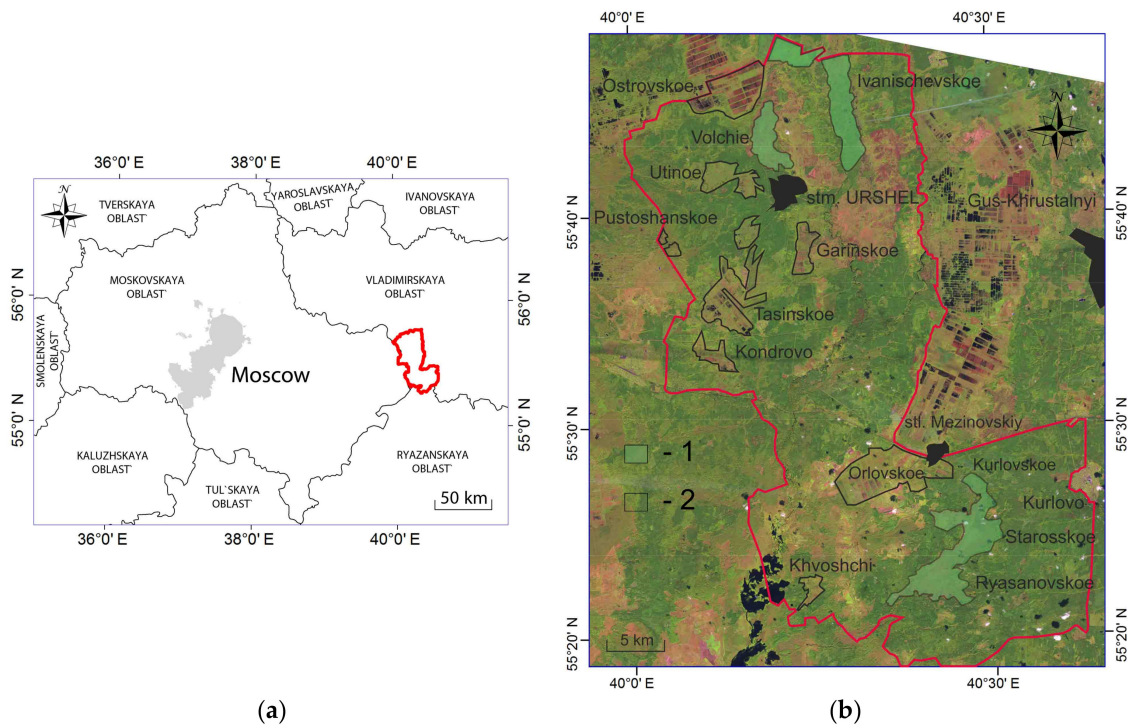 36°0' E
38°0' E
40°0' E
N
TVERSKAYA
OBLAST`
YAROSLAVSKAYA
OBLAST`
IVANOVSKAYA
OBLAST`
MOSKOVSKAYA
OBLAST`
VLADIMIRSKAYA
OBLAST`
SMOLENSKAYA
OBLAST`
56°0' N
56°0' N
Moscow
55°0' N
55°0' N
KALUZHSKAYA
OBLAST`
TUL`SKAYA
OBLAST`
RYAZANSKAYA
OBLAST`
50 km
36°0' E
38°0' E
40°0' E
(a)
40°0' E
40°30' E
Ostrovskoe
Ivanischevskoe
N
Volchie
Utinoe
stm. URSHEL
Gus-Khrustalnyi
Pustoshanskoe
Garinskoe
55°40' N
55°40' N
Tasinskoe
Kondrovo
stl. Mezinovskiy
55°30' N
55°30' N
- 1
Orlovskoe
Kurlovskoe
- 2
Kurlovo
Starosskoe
Khvoshchi
Ryasanovskoe
5 km
55°20' N
55°20' N
40°0' E
40°30' E
(b)